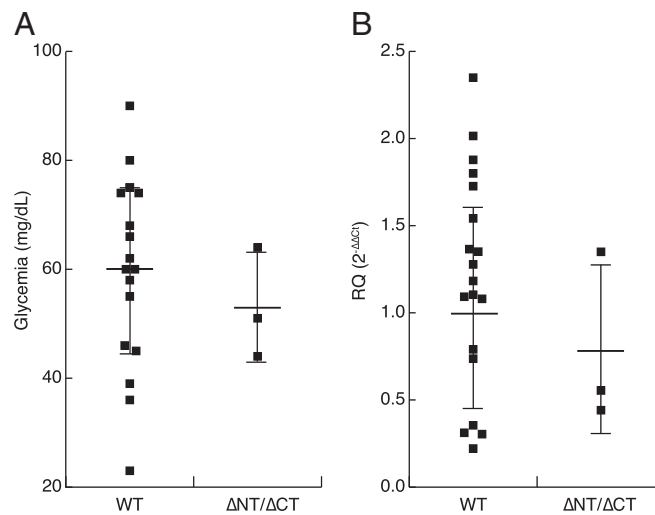 A
Glycemia (mg/dL)
100
80
60
40
20
WT
ΔNT/ΔCT
B
RQ (2-ΔΔCt)
2.5
2.0
1.5
1.0
0.5
0.0
WT
ΔNT/ΔCT